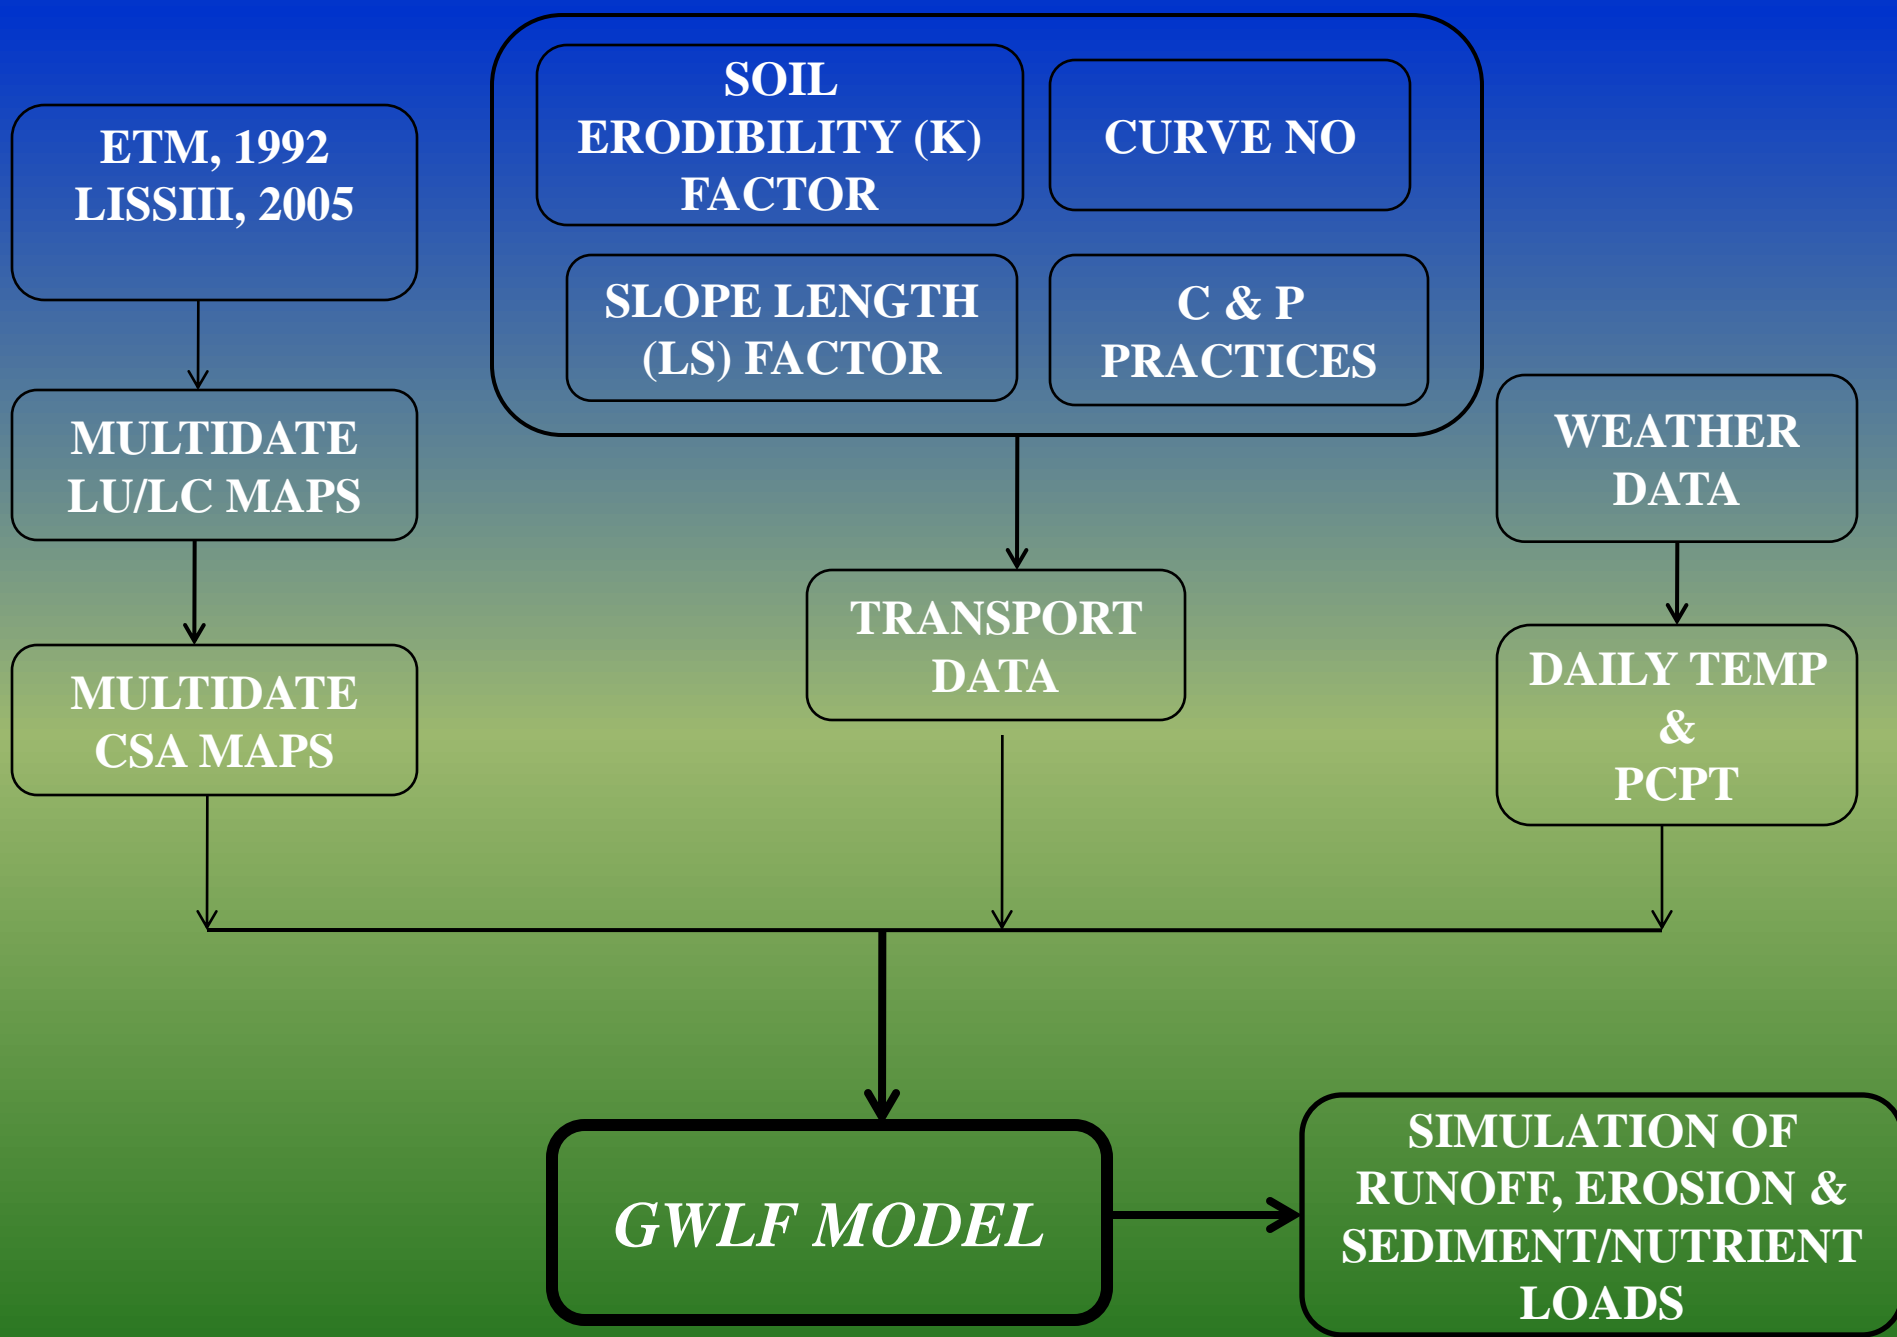 ETM, 1992
LISSIII, 2005
MULTIDATE
LU/LC MAPS
MULTIDATE
CSA MAPS
SOIL
ERODIBILITY (K)
FACTOR
CURVE NO
SLOPE LENGTH
(LS) FACTOR
C & P
PRACTICES
TRANSPORT
DATA
WEATHER
DATA
DAILY TEMP
&
PCPT
GWLF MODEL
SIMULATION OF
RUNOFF, EROSION &
SEDIMENT/NUTRIENT
LOADS